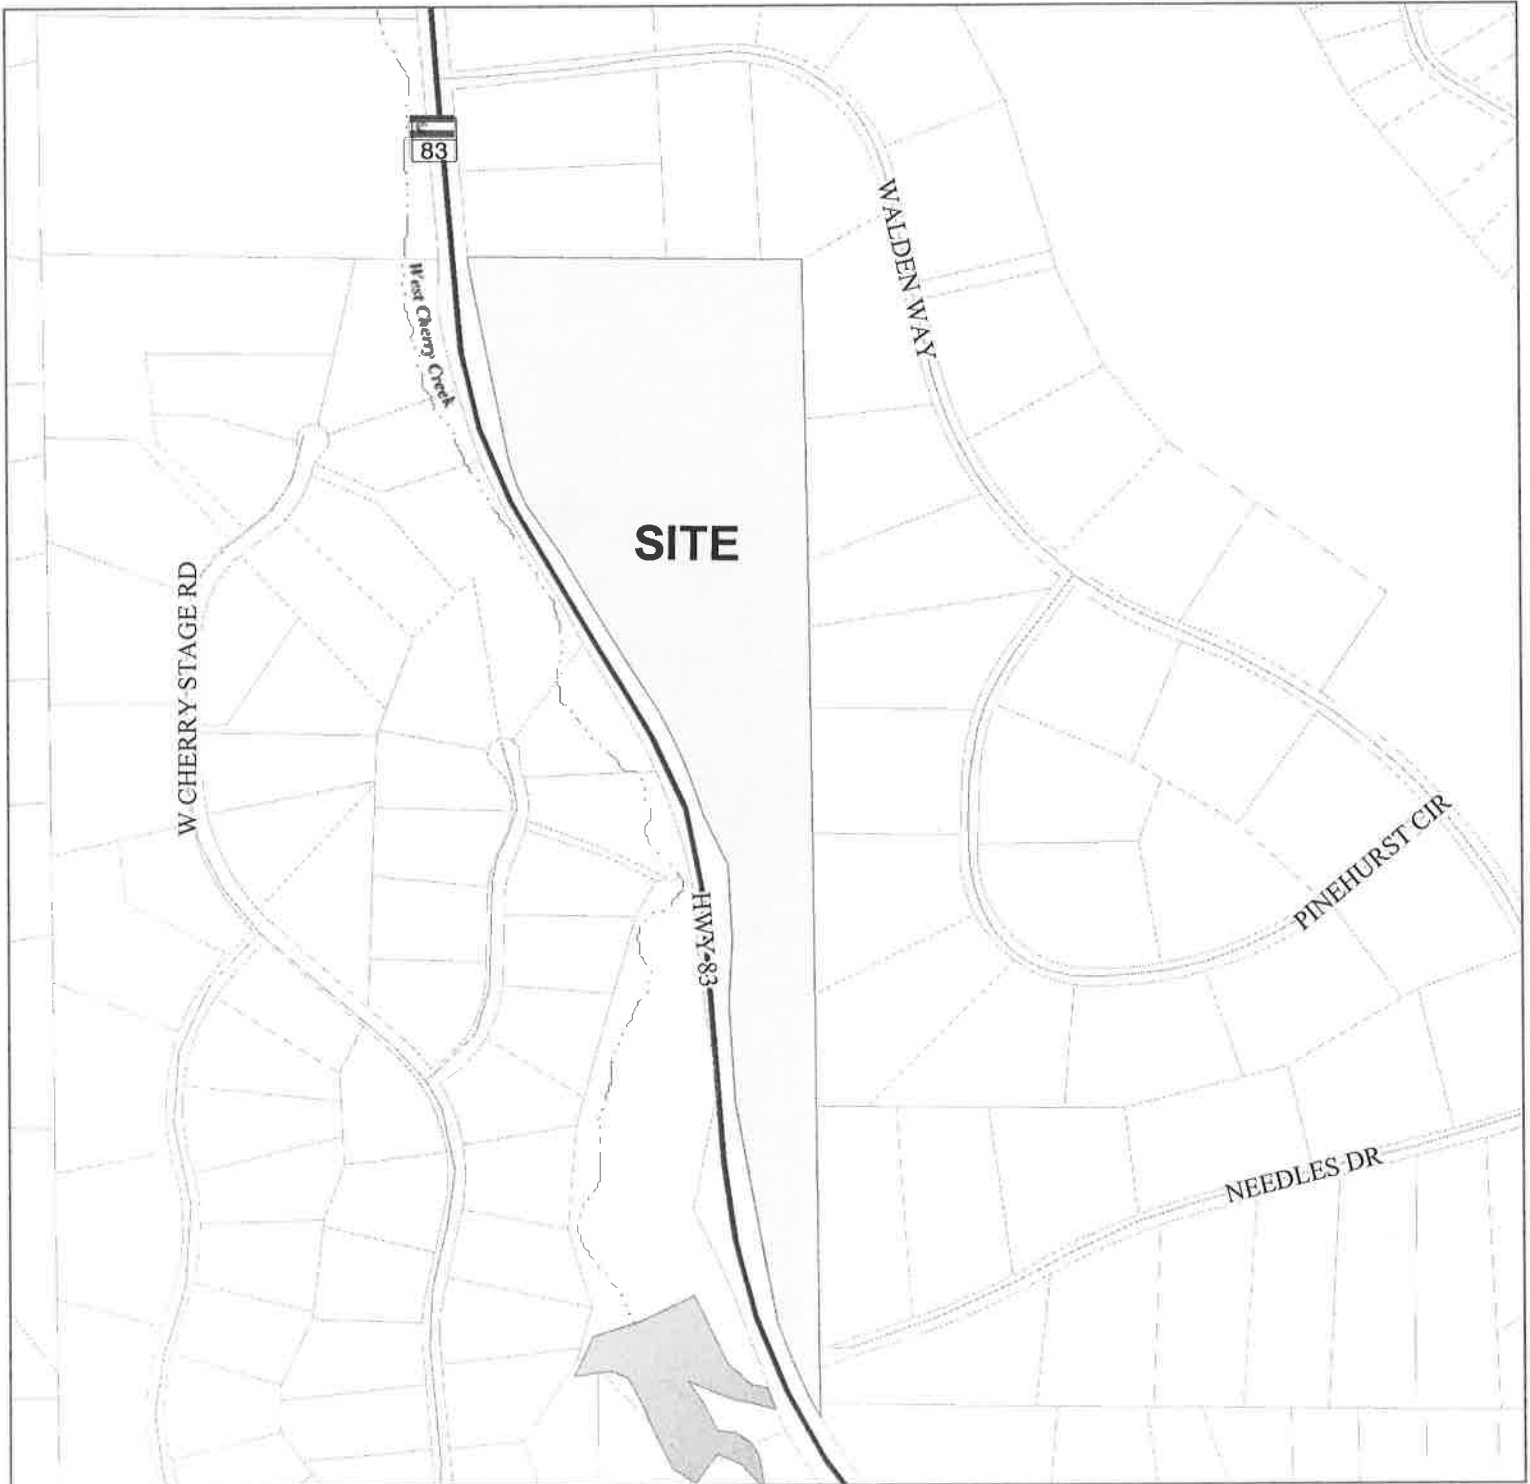 83
WALDEN WAY
West Cherry Creek
SITE
W CHERRY STAGE RD
PINEHURST CIR
HWY 83
NEEDLES DR